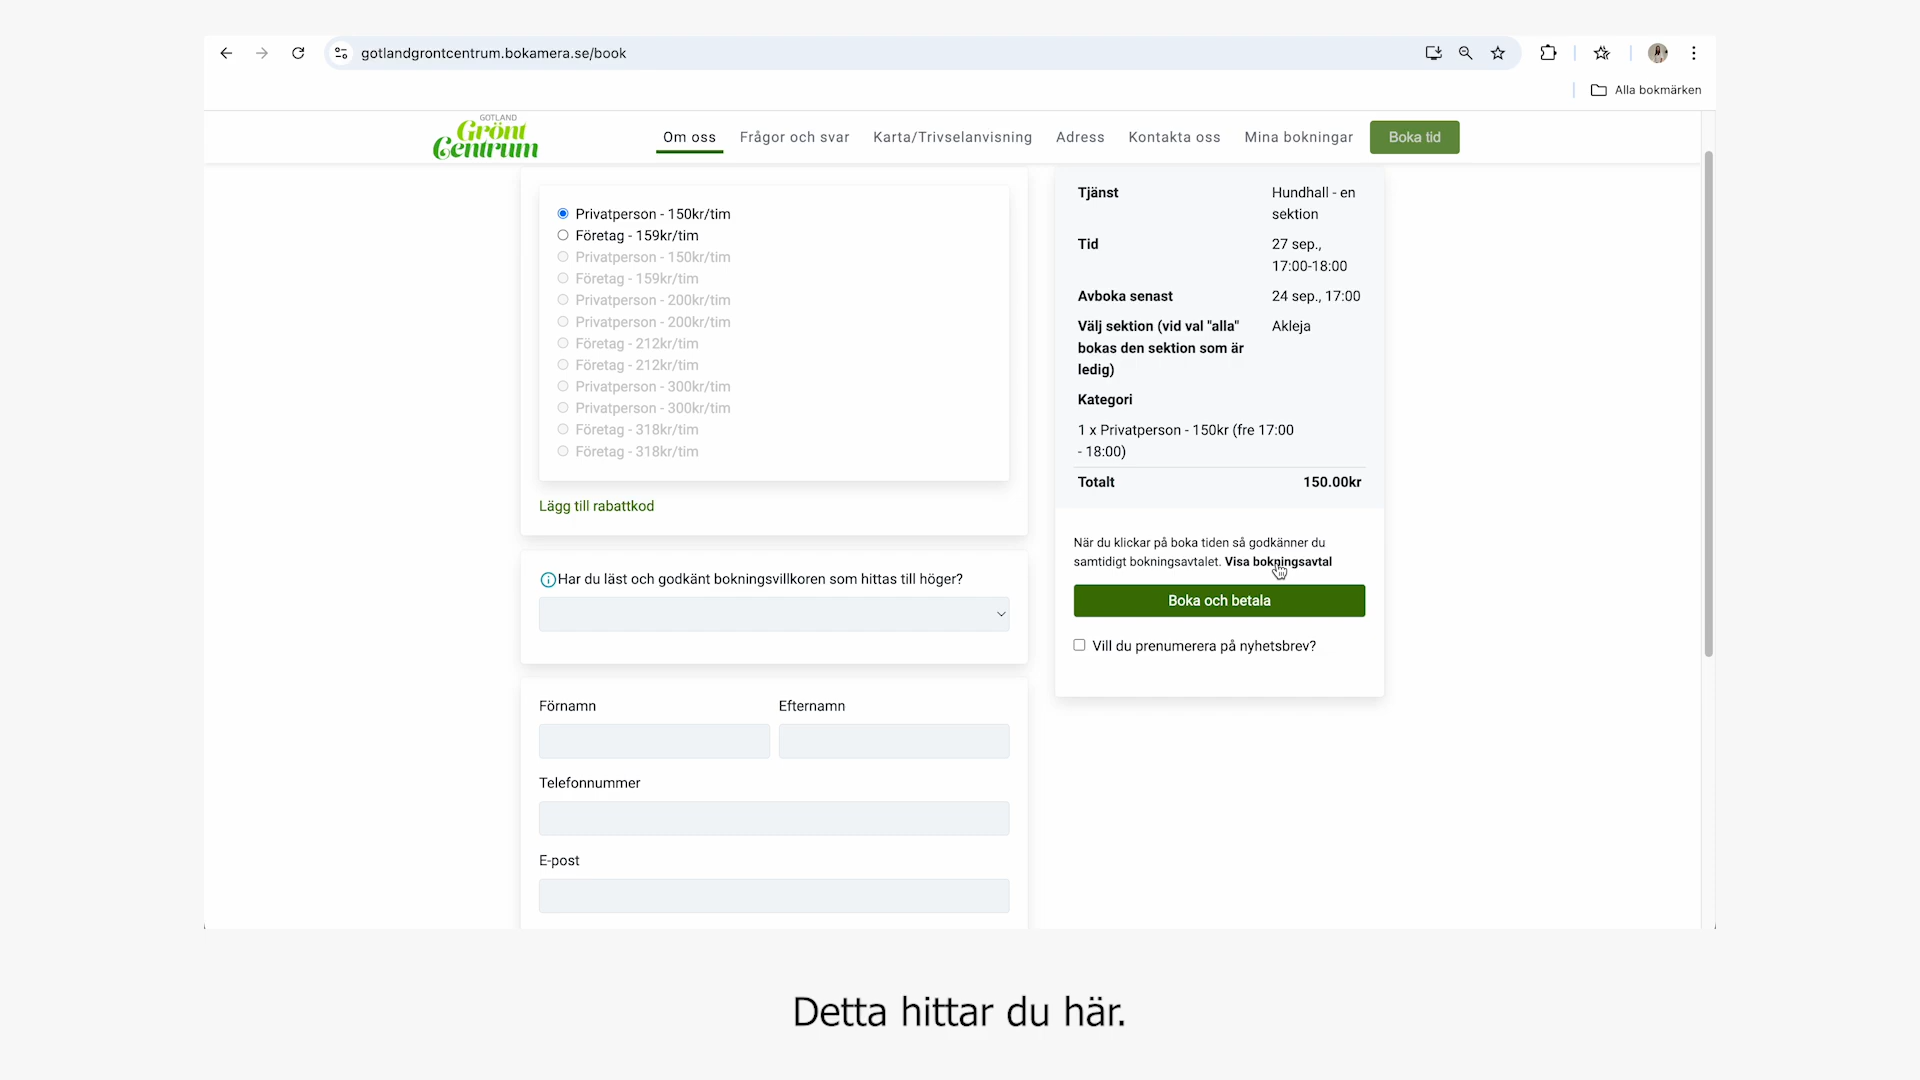 gotlandgrontcentrum.bokamera.se/book
Alla bokmärken
GOTLAND
Grönt
Centrum
Om oss
Frågor och svar
Karta/Trivselanvisning
Adress
Kontakta oss
Mina bokningar
Boka tid
Privatperson - 150kr/tim
Företag - 159kr/tim
Privatperson - 150kr/tim
Företag - 159kr/tim
Privatperson - 200kr/tim
Privatperson - 200kr/tim
Företag - 212kr/tim
Företag - 212kr/tim
Privatperson - 300kr/tim
Privatperson - 300kr/tim
Företag - 318kr/tim
Företag - 318kr/tim
Lägg till rabattkod
Har du läst och godkänt bokningsvillkoren som hittas till höger?
Förnamn
Efternamn
Telefonnummer
E-post
Tjänst
Hundhall - en
sektion
Tid
27 sep.,
17:00-18:00
Avboka senast
24 sep., 17:00
Välj sektion (vid val "alla"
bokas den sektion som är
ledig)
Akleja
Kategori
1 x Privatperson - 150kr (fre 17:00
- 18:00)
Totalt
150.00kr
När du klickar på boka tiden så godkänner du
samtidigt bokningsavtalet. Visa bokningsavtal
Boka och betala
Vill du prenumerera på nyhetsbrev?
Detta hittar du här.